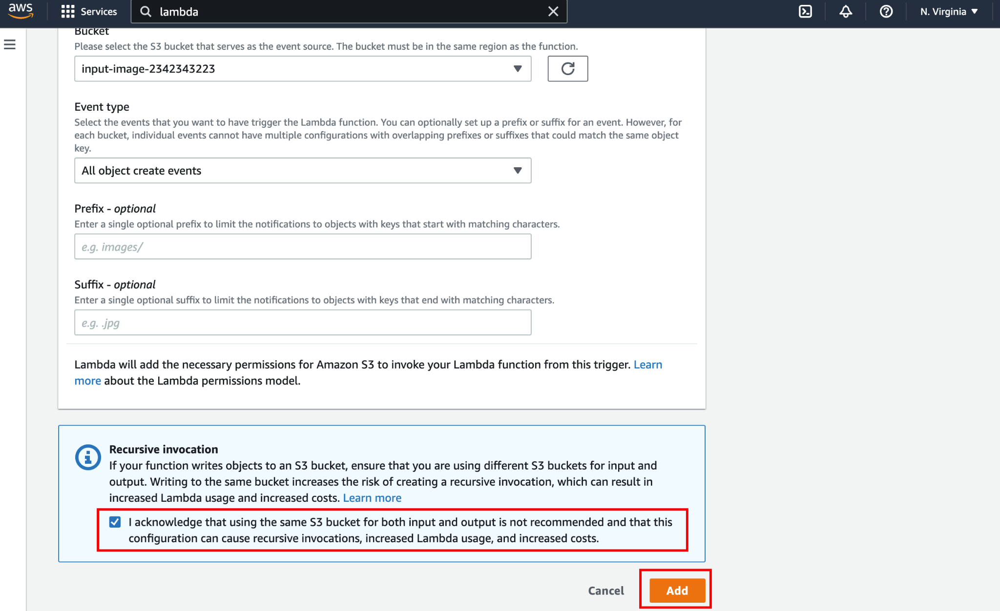 aws
Services
lambda
N. Virginia
Bucket
Please select the S3 bucket that serves as the event source. The bucket must be in the same region as the function.
input-image-2342343223
Event type
Select the events that you want to have trigger the Lambda function. You can optionally set up a prefix or suffix for an event. However, for
each bucket, individual events cannot have multiple configurations with overlapping prefixes or suffixes that could match the same object
key.
All object create events
Prefix - optional
Enter a single optional prefix to limit the notifications to objects with keys that start with matching characters.
e.g. images/
Suffix - optional
Enter a single optional suffix to limit the notifications to objects with keys that end with matching characters.
e.g. .jpg
Lambda will add the necessary permissions for Amazon S3 to invoke your Lambda function from this trigger. Learn
more about the Lambda permissions model.
Recursive invocation
If your function writes objects to an S3 bucket, ensure that you are using different S3 buckets for input and
output. Writing to the same bucket increases the risk of creating a recursive invocation, which can result in
increased Lambda usage and increased costs. Learn more
I acknowledge that using the same S3 bucket for both input and output is not recommended and that this
configuration can cause recursive invocations, increased Lambda usage, and increased costs.
Cancel
Add